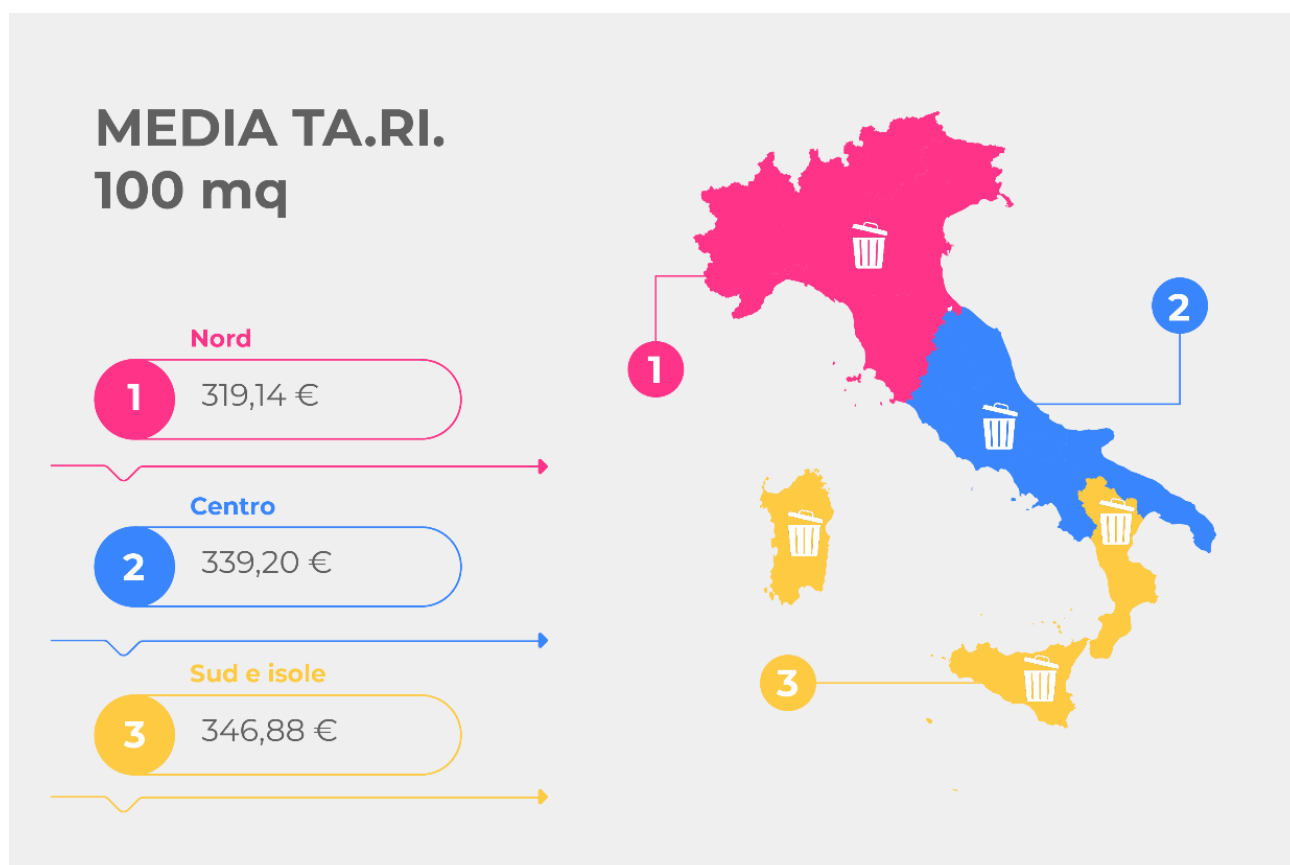 MEDIA TA.RI.
100 mq
Nord
1 319,14 €
Centro
2 339,20 €
Sud e isole
3 346,88 €
1
2
3